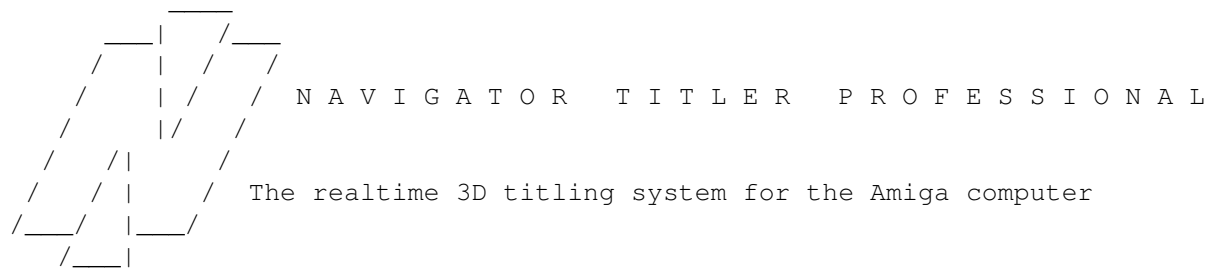 N A V I G A T O R   T I T L E R   P R O F E S S I O N A L
The realtime 3D titling system for the Amiga computer